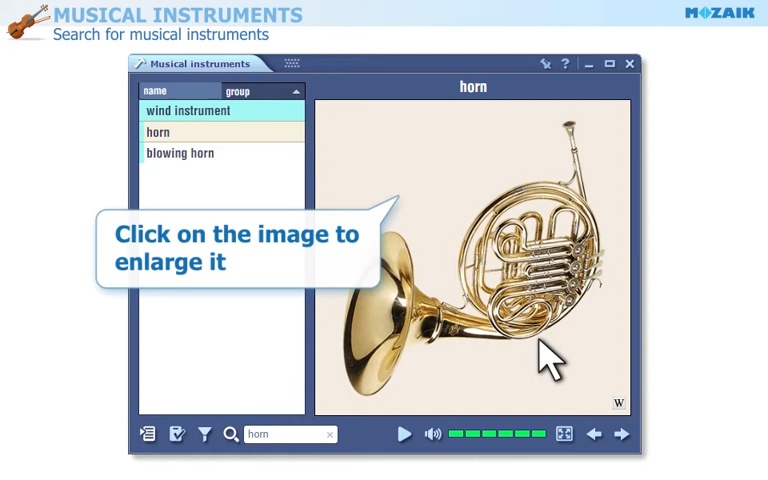 MUSICAL INSTRUMENTS
Search for musical instruments
MOZAIK
Musical instruments
?
name
group
horn
wind instrument
horn
blowing horn
Click on the image to
enlarge it
W
horn